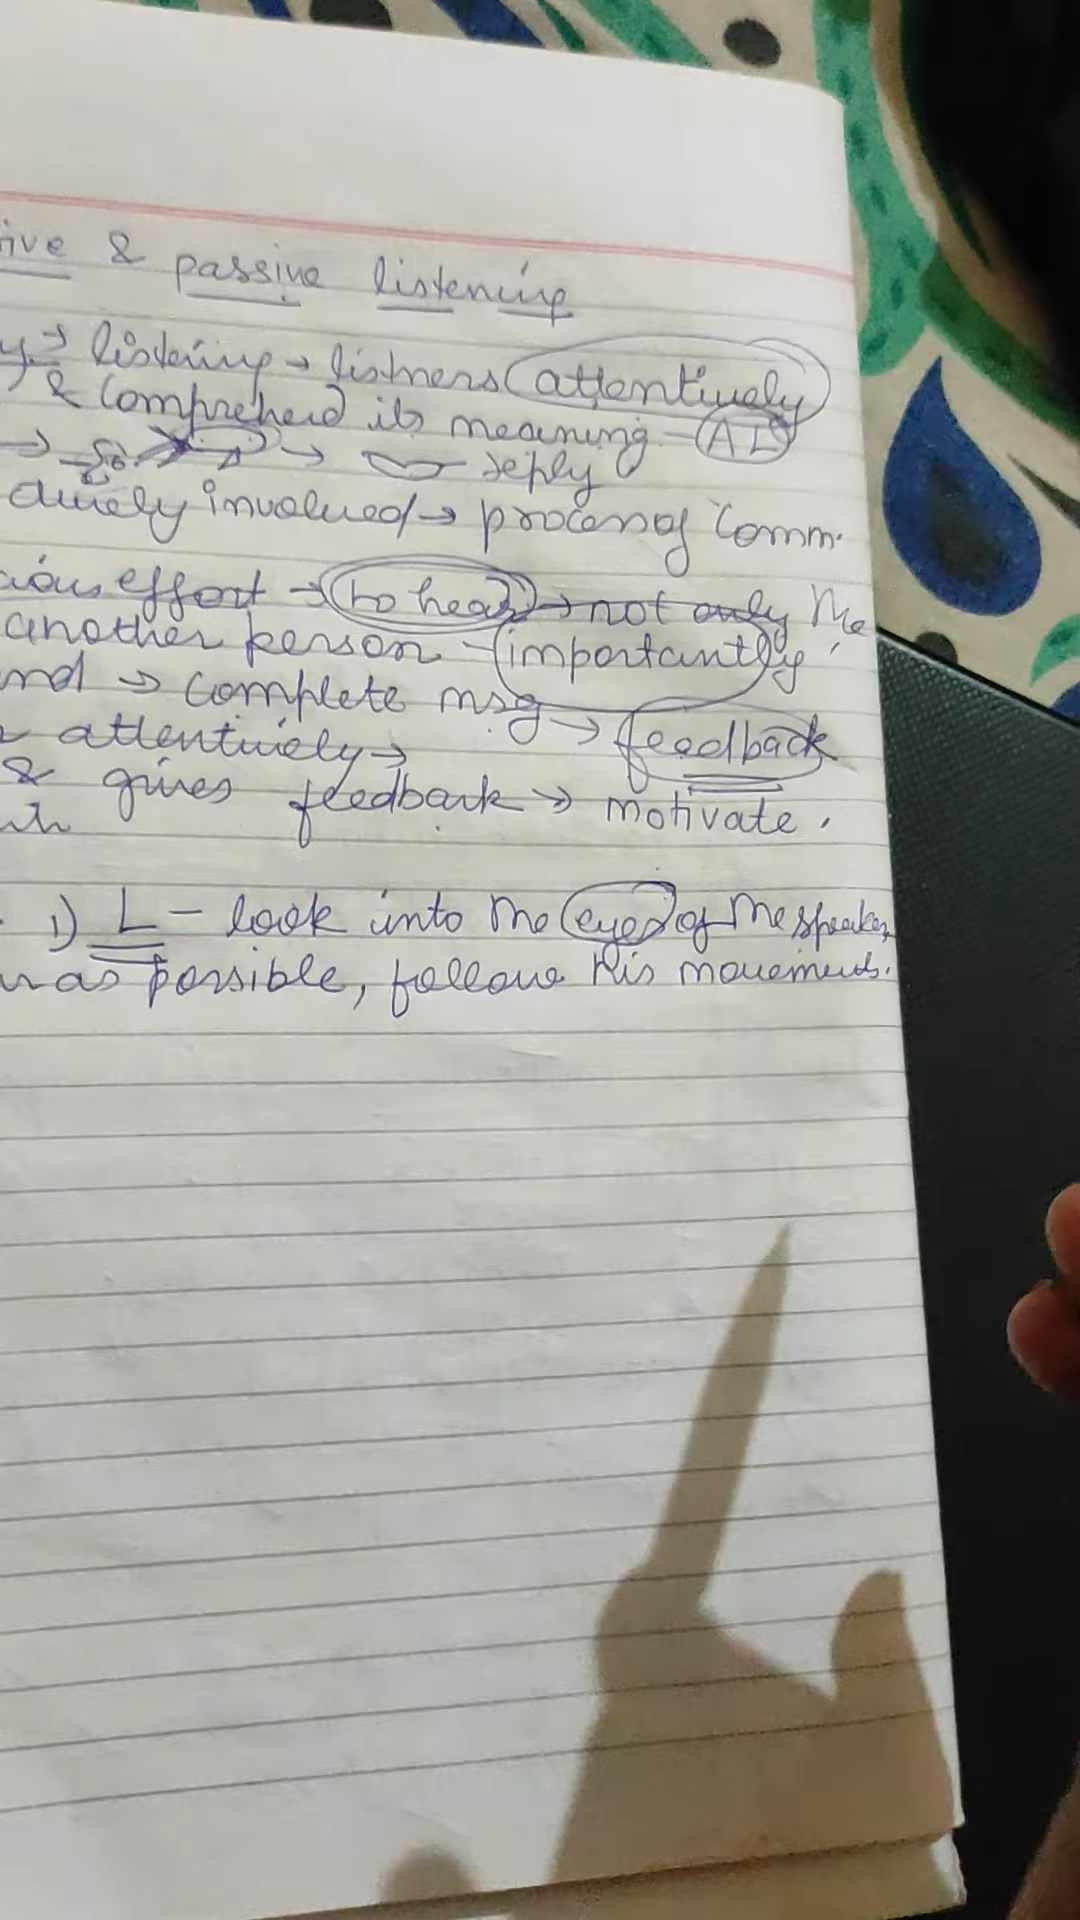 ive & passive listening
y → listening → listners attentively
& Comprehend its meaning - AL
→ → reply
ctively involved → process of Comm.
ious effort → to hear → not only the
another person - importantly
nd → complete msg → feedback
attentively →
& gives feedback → motivate.
1) L - look into the eyes of the speaker,
as possible, follow his movements.